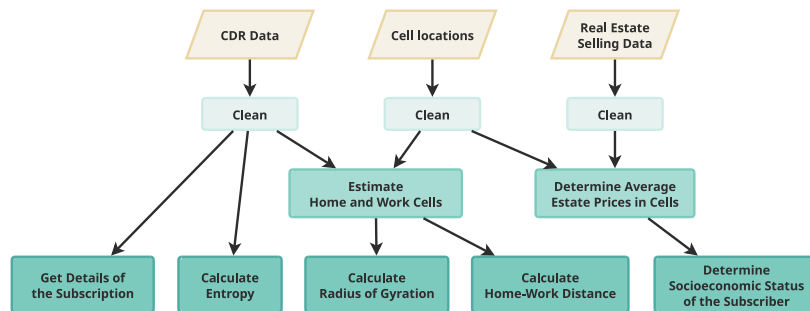 CDR Data
Cell locations
Real Estate
Selling Data
Clean
Clean
Clean
Estimate
Home and Work Cells
Determine Average
Estate Prices in Cells
Get Details of
the Subscription
Calculate
Entropy
Calculate
Radius of Gyration
Calculate
Home-Work Distance
Determine
Socioeconomic Status
of the Subscriber